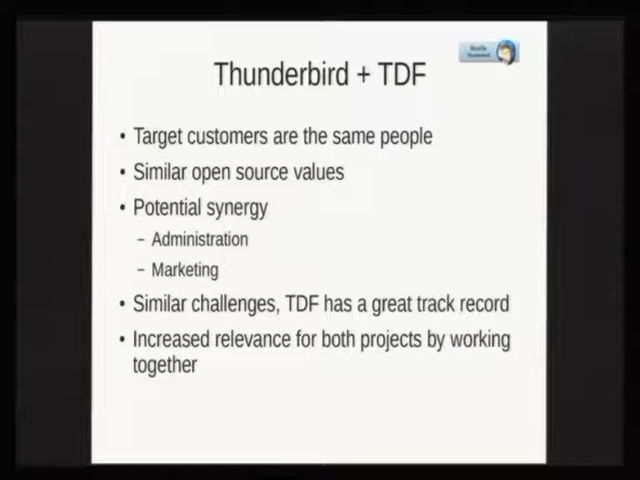 Thunderbird + TDF
• Target customers are the same people
• Similar open source values
• Potential synergy
– Administration
– Marketing
• Similar challenges, TDF has a great track record
• Increased relevance for both projects by working
together